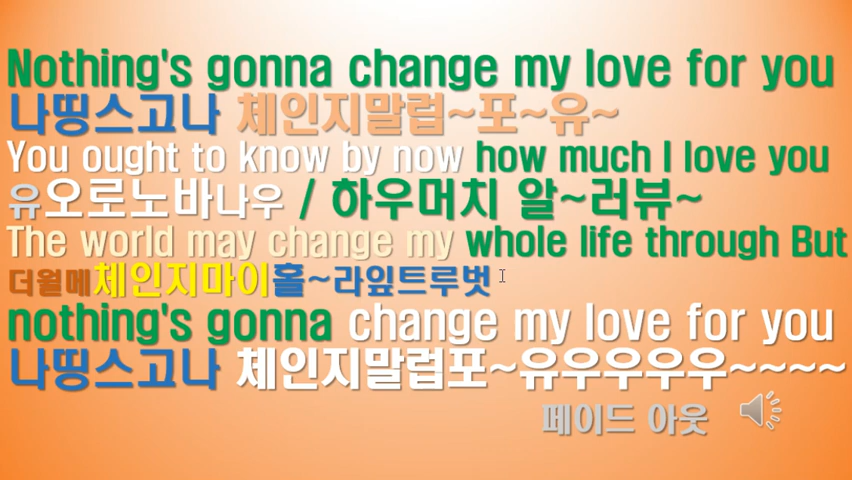 Nothing's gonna change my love for you
나띵스고나 체인지말럽~포~유~
You ought to know by now how much I love you
유오로노바나우 / 하우머치 알~러뷰~
The world may change my whole life through But
더월메체인지마이홀~라잎트루벗
nothing's gonna change my love for you
나띵스고나 체인지말럽포~유우우우우~~~~
페이드 아웃